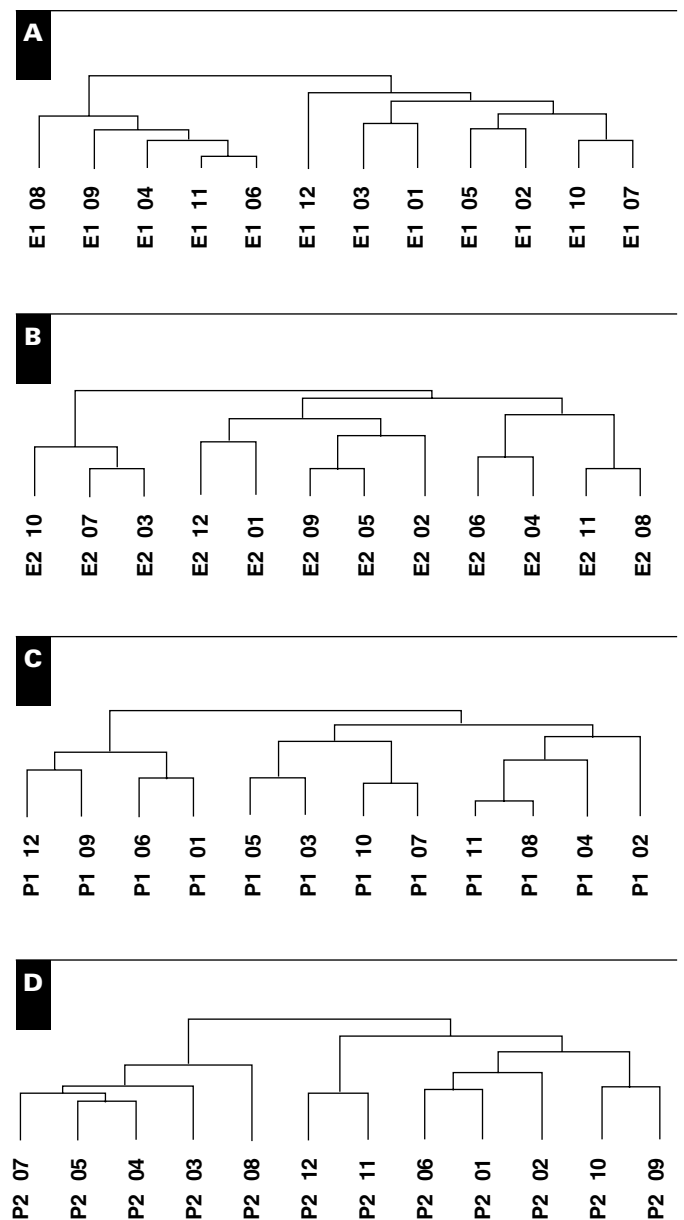 A
E1 08
E1 09
E1 04
E1 11
E1 06
E1 12
E1 03
E1 01
E1 05
E1 02
E1 10
E1 07
B
E2 10
E2 07
E2 03
E2 12
E2 01
E2 09
E2 05
E2 02
E2 06
E2 04
E2 11
E2 08
C
P1 12
P1 09
P1 06
P1 01
P1 05
P1 03
P1 10
P1 07
P1 11
P1 08
P1 04
P1 02
D
P2 07
P2 05
P2 04
P2 03
P2 08
P2 12
P2 11
P2 06
P2 01
P2 02
P2 10
P2 09